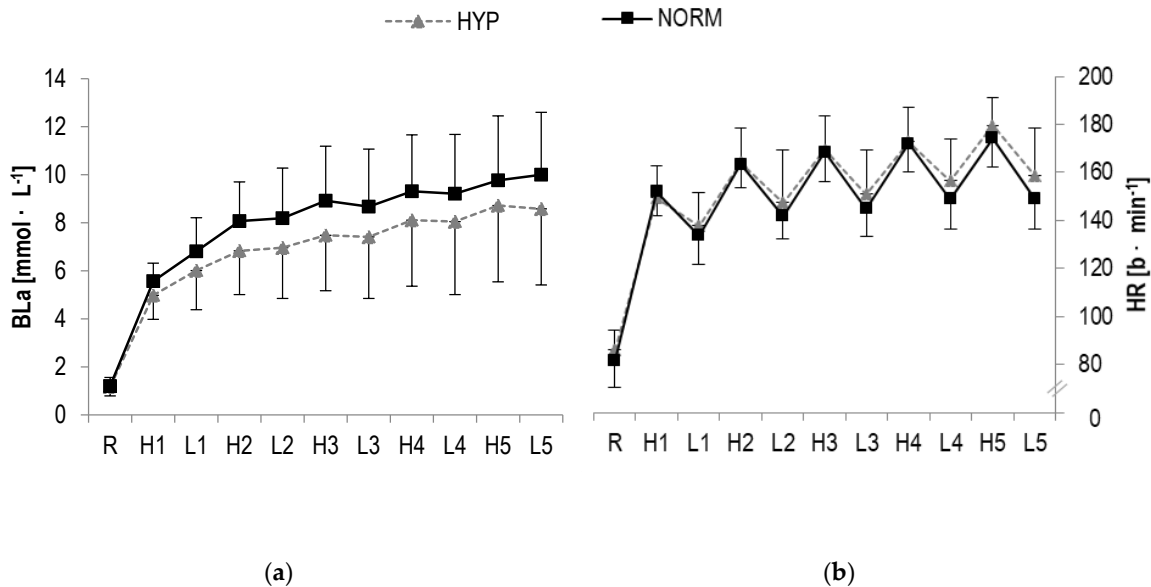 HYP NORM
BLa [mmol · L⁻¹]
14
12
10
8
6
4
2
0
R H1 L1 H2 L2 H3 L3 H4 L4 H5 L5
(a)
200
180
160
140
120
100
80
0
HR [b · min⁻¹]
R H1 L1 H2 L2 H3 L3 H4 L4 H5 L5
(b)